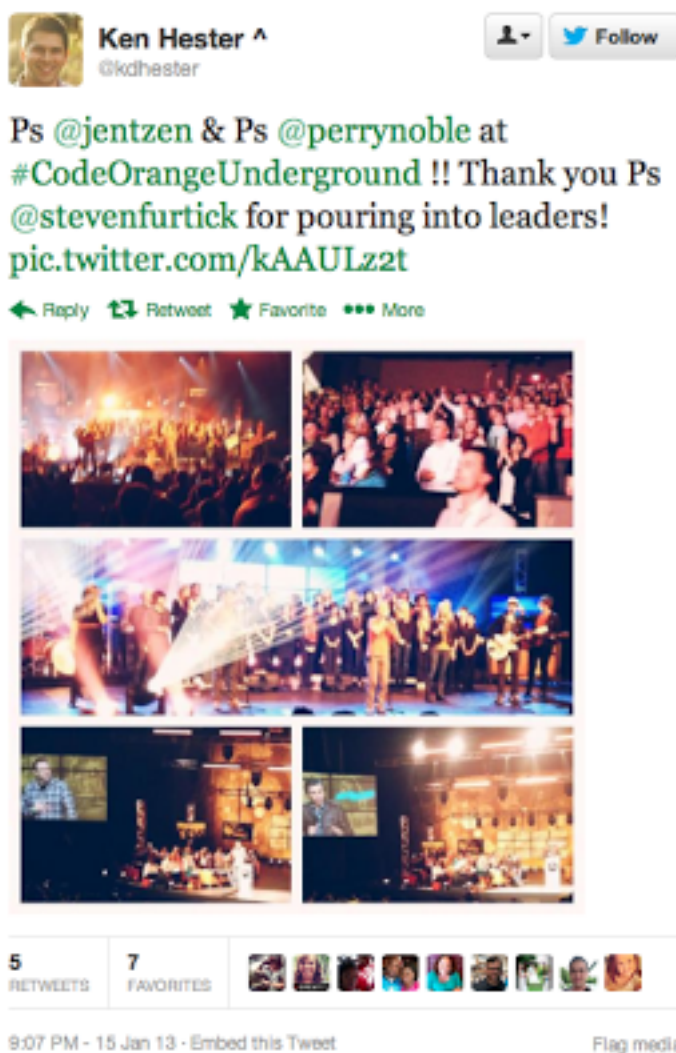 Ken Hester ^
@kdhester
Follow
Ps @jentzen & Ps @perrynoble at
#CodeOrangeUnderground !! Thank you Ps
@stevenfurtick for pouring into leaders!
pic.twitter.com/kAAULz2t
Reply Retweet Favorite More
5 RETWEETS
7 FAVORITES
9:07 PM - 15 Jan 13 · Embed this Tweet
Flag media